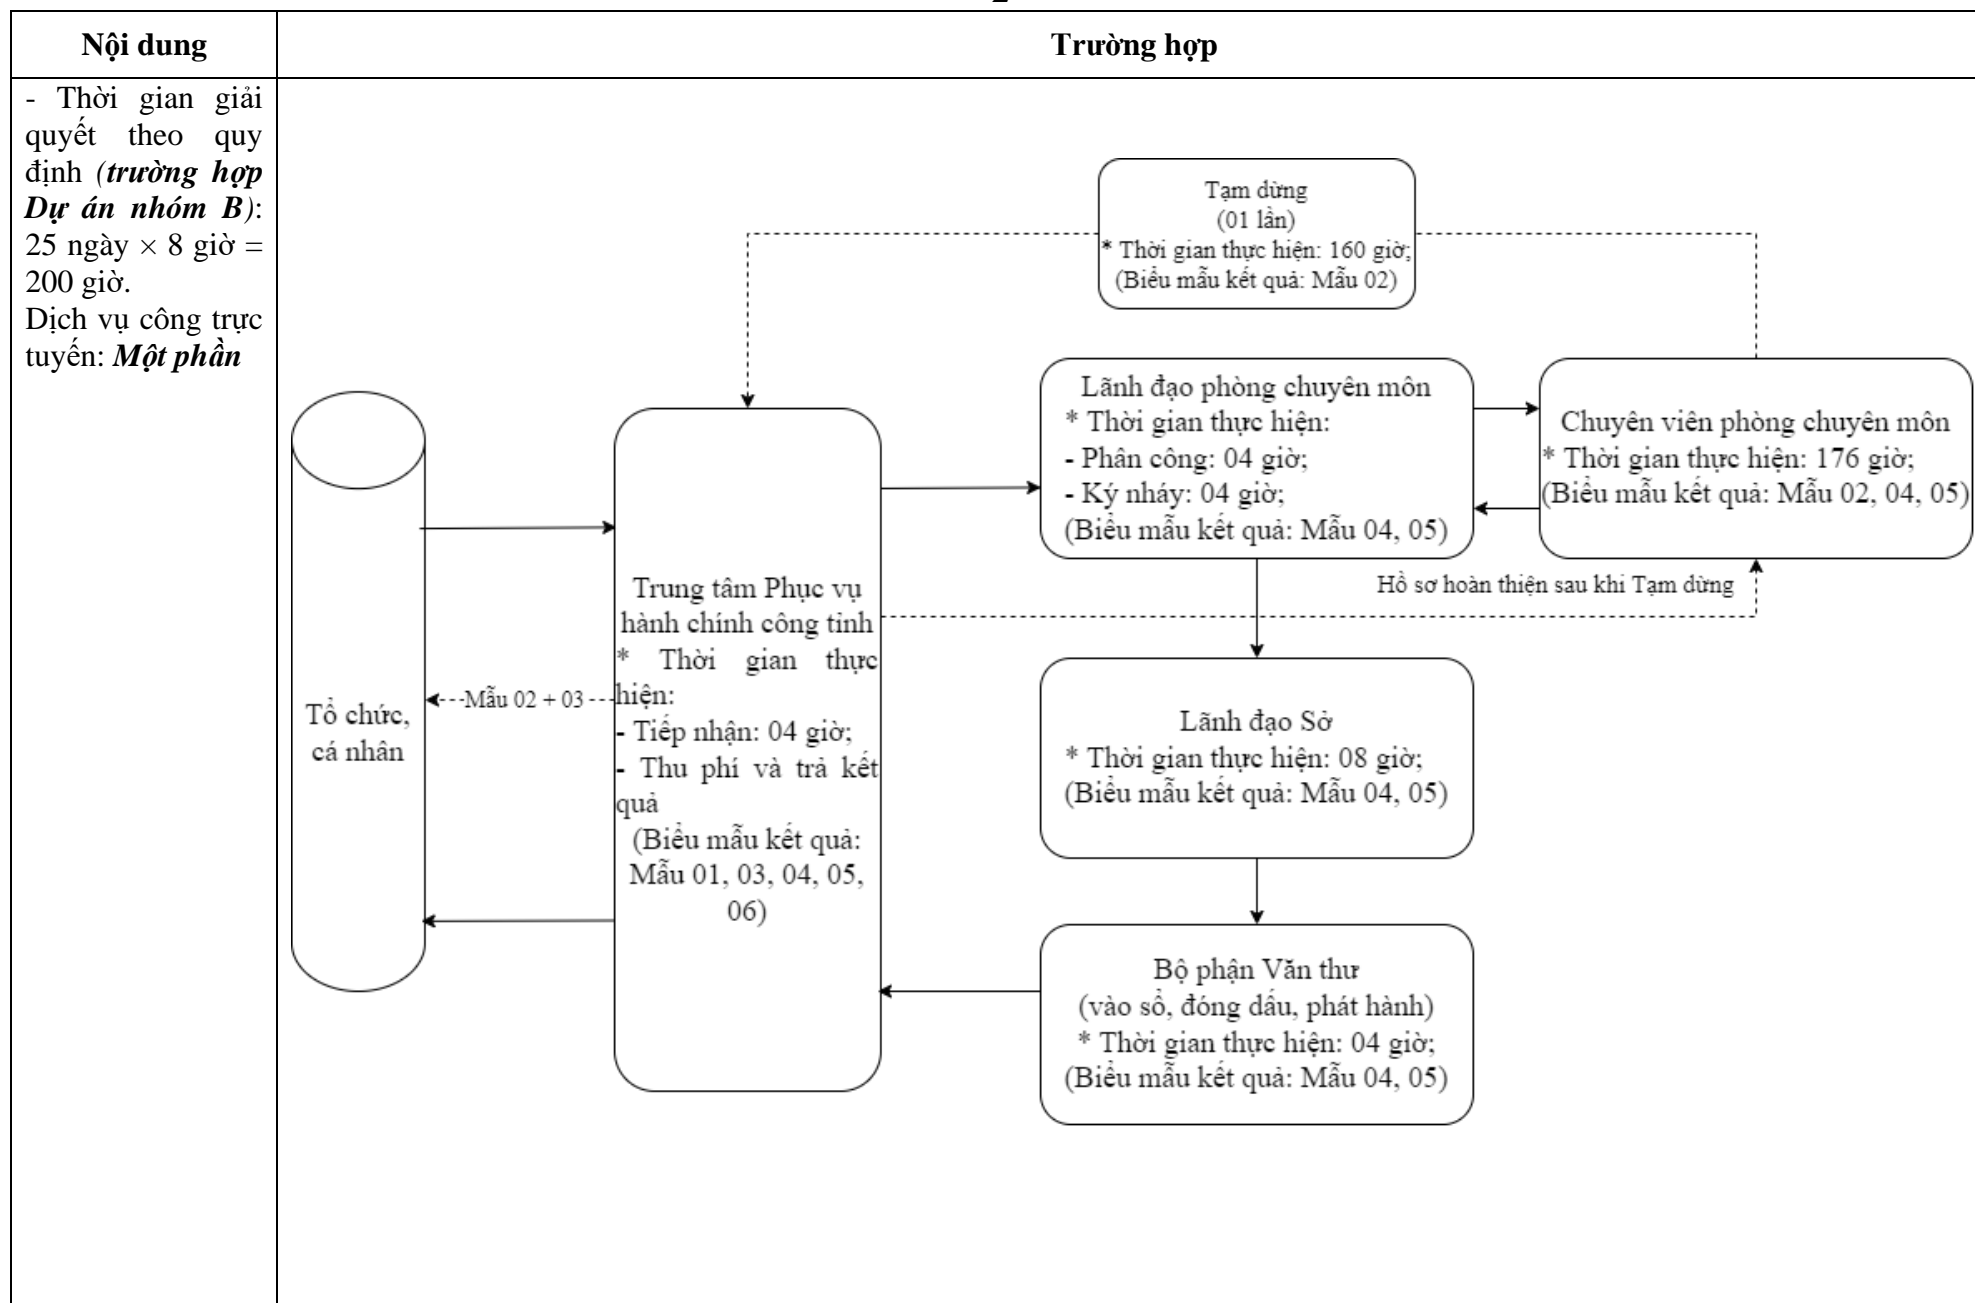 Nội dung
Trường hợp
- Thời gian giải
quyết theo quy
định (trường hợp
Dự án nhóm B):
25 ngày × 8 giờ =
200 giờ.
Dịch vụ công trực
tuyến: Một phần
Tạm dừng
(01 lần)
* Thời gian thực hiện: 160 giờ;
(Biểu mẫu kết quả: Mẫu 02)
Lãnh đạo phòng chuyên môn
* Thời gian thực hiện:
- Phân công: 04 giờ;
- Ký nháy: 04 giờ;
(Biểu mẫu kết quả: Mẫu 04, 05)
Chuyên viên phòng chuyên môn
* Thời gian thực hiện: 176 giờ;
(Biểu mẫu kết quả: Mẫu 02, 04, 05)
Hồ sơ hoàn thiện sau khi Tạm dừng
Trung tâm Phục vụ
hành chính công tỉnh
* Thời gian thực
hiện:
- Tiếp nhận: 04 giờ;
- Thu phí và trả kết
quả
(Biểu mẫu kết quả:
Mẫu 01, 03, 04, 05,
06)
Mẫu 02 + 03
Tổ chức,
cá nhân
Lãnh đạo Sở
* Thời gian thực hiện: 08 giờ;
(Biểu mẫu kết quả: Mẫu 04, 05)
Bộ phận Văn thư
(vào sổ, đóng dấu, phát hành)
* Thời gian thực hiện: 04 giờ;
(Biểu mẫu kết quả: Mẫu 04, 05)